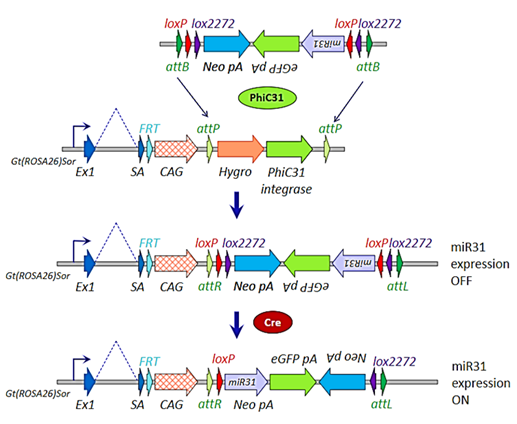 loxP lox2272 loxP lox2272
miR31
attB Neo pA eGFP pA attB
PhiC31
attP attP
FRT
Gt(ROSA26)Sor
Ex1 SA CAG Hygro PhiC31
integrase
loxP lox2272 loxP lox2272
FRT
miR31
miR31
expression
OFF
Gt(ROSA26)Sor
Ex1 SA CAG attR Neo pA eGFP pA attL
Cre
loxP eGFP pA Neo pA lox2272
FRT
miR31
miR31
expression
ON
Gt(ROSA26)Sor
Ex1 SA CAG attR Neo pA attL